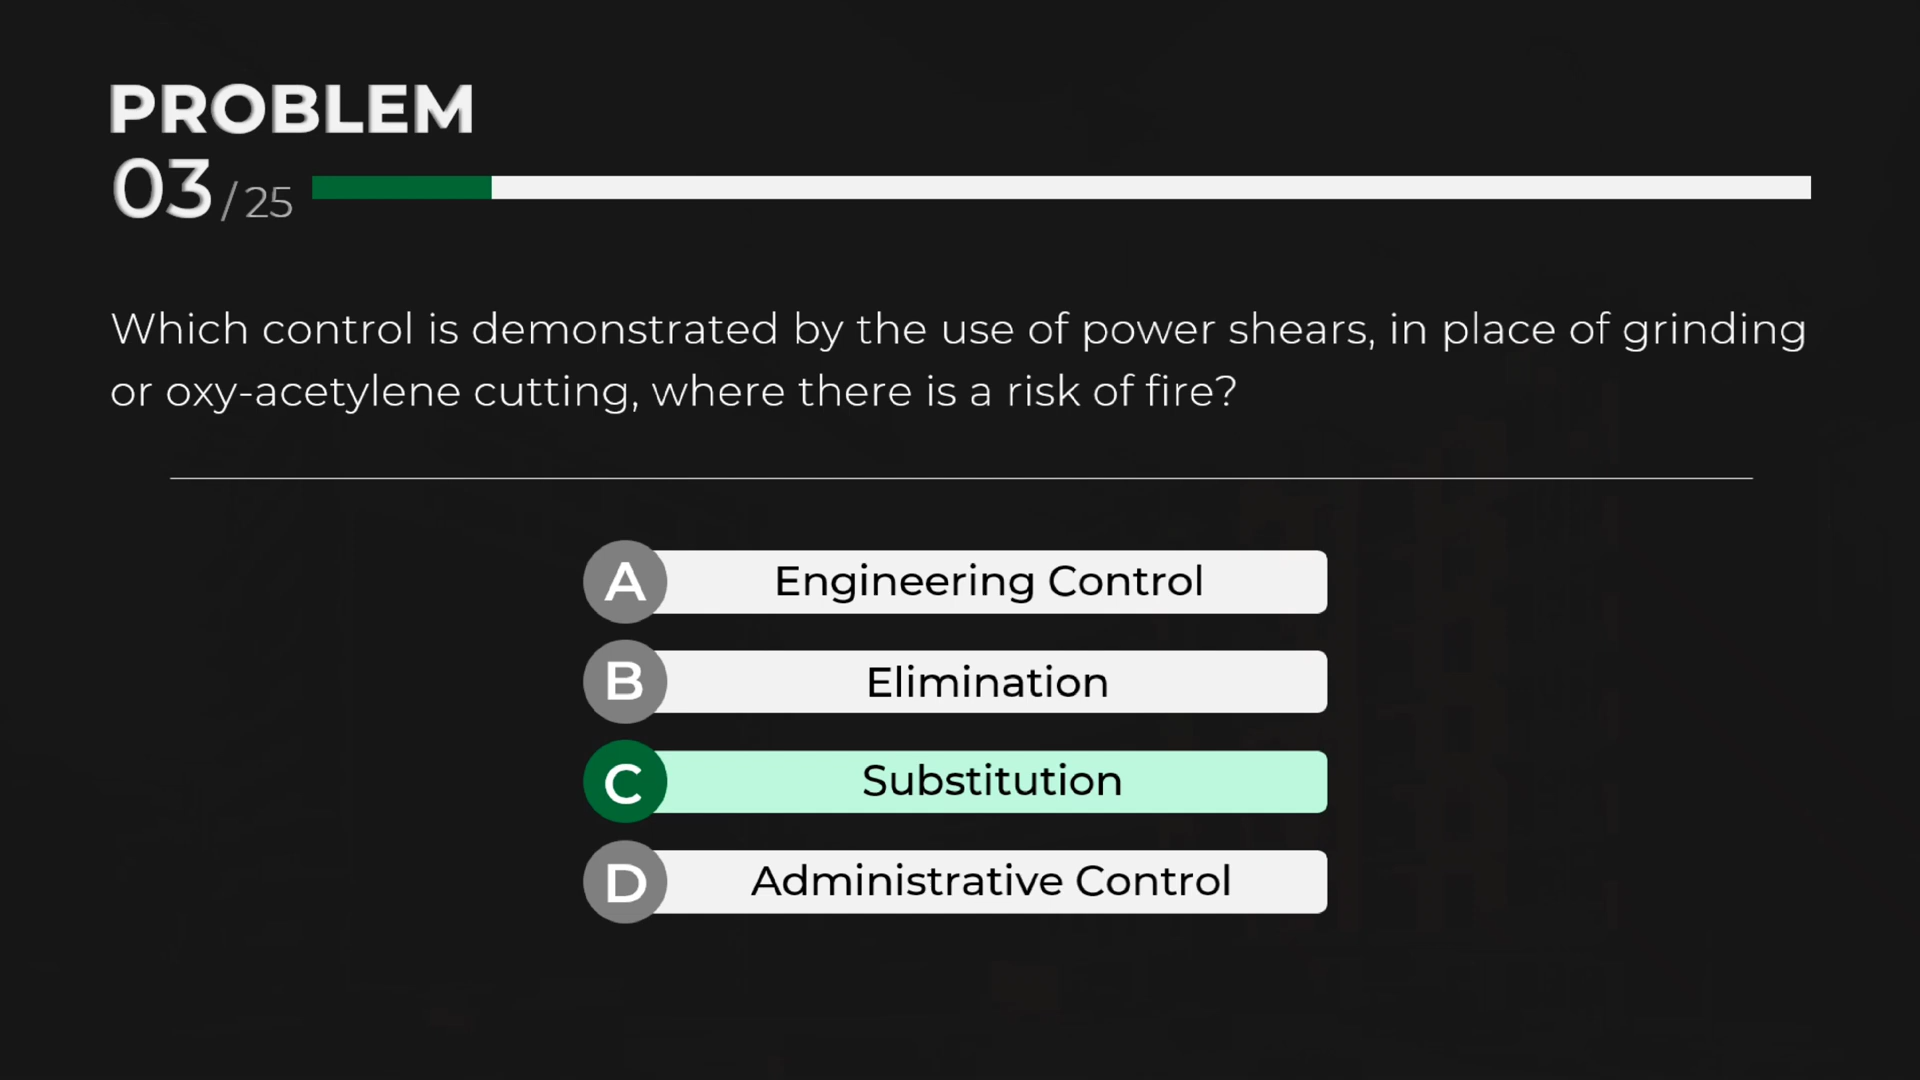 PROBLEM
03 / 25
Which control is demonstrated by the use of power shears, in place of grinding
or oxy-acetylene cutting, where there is a risk of fire?
A Engineering Control
B Elimination
C Substitution
D Administrative Control